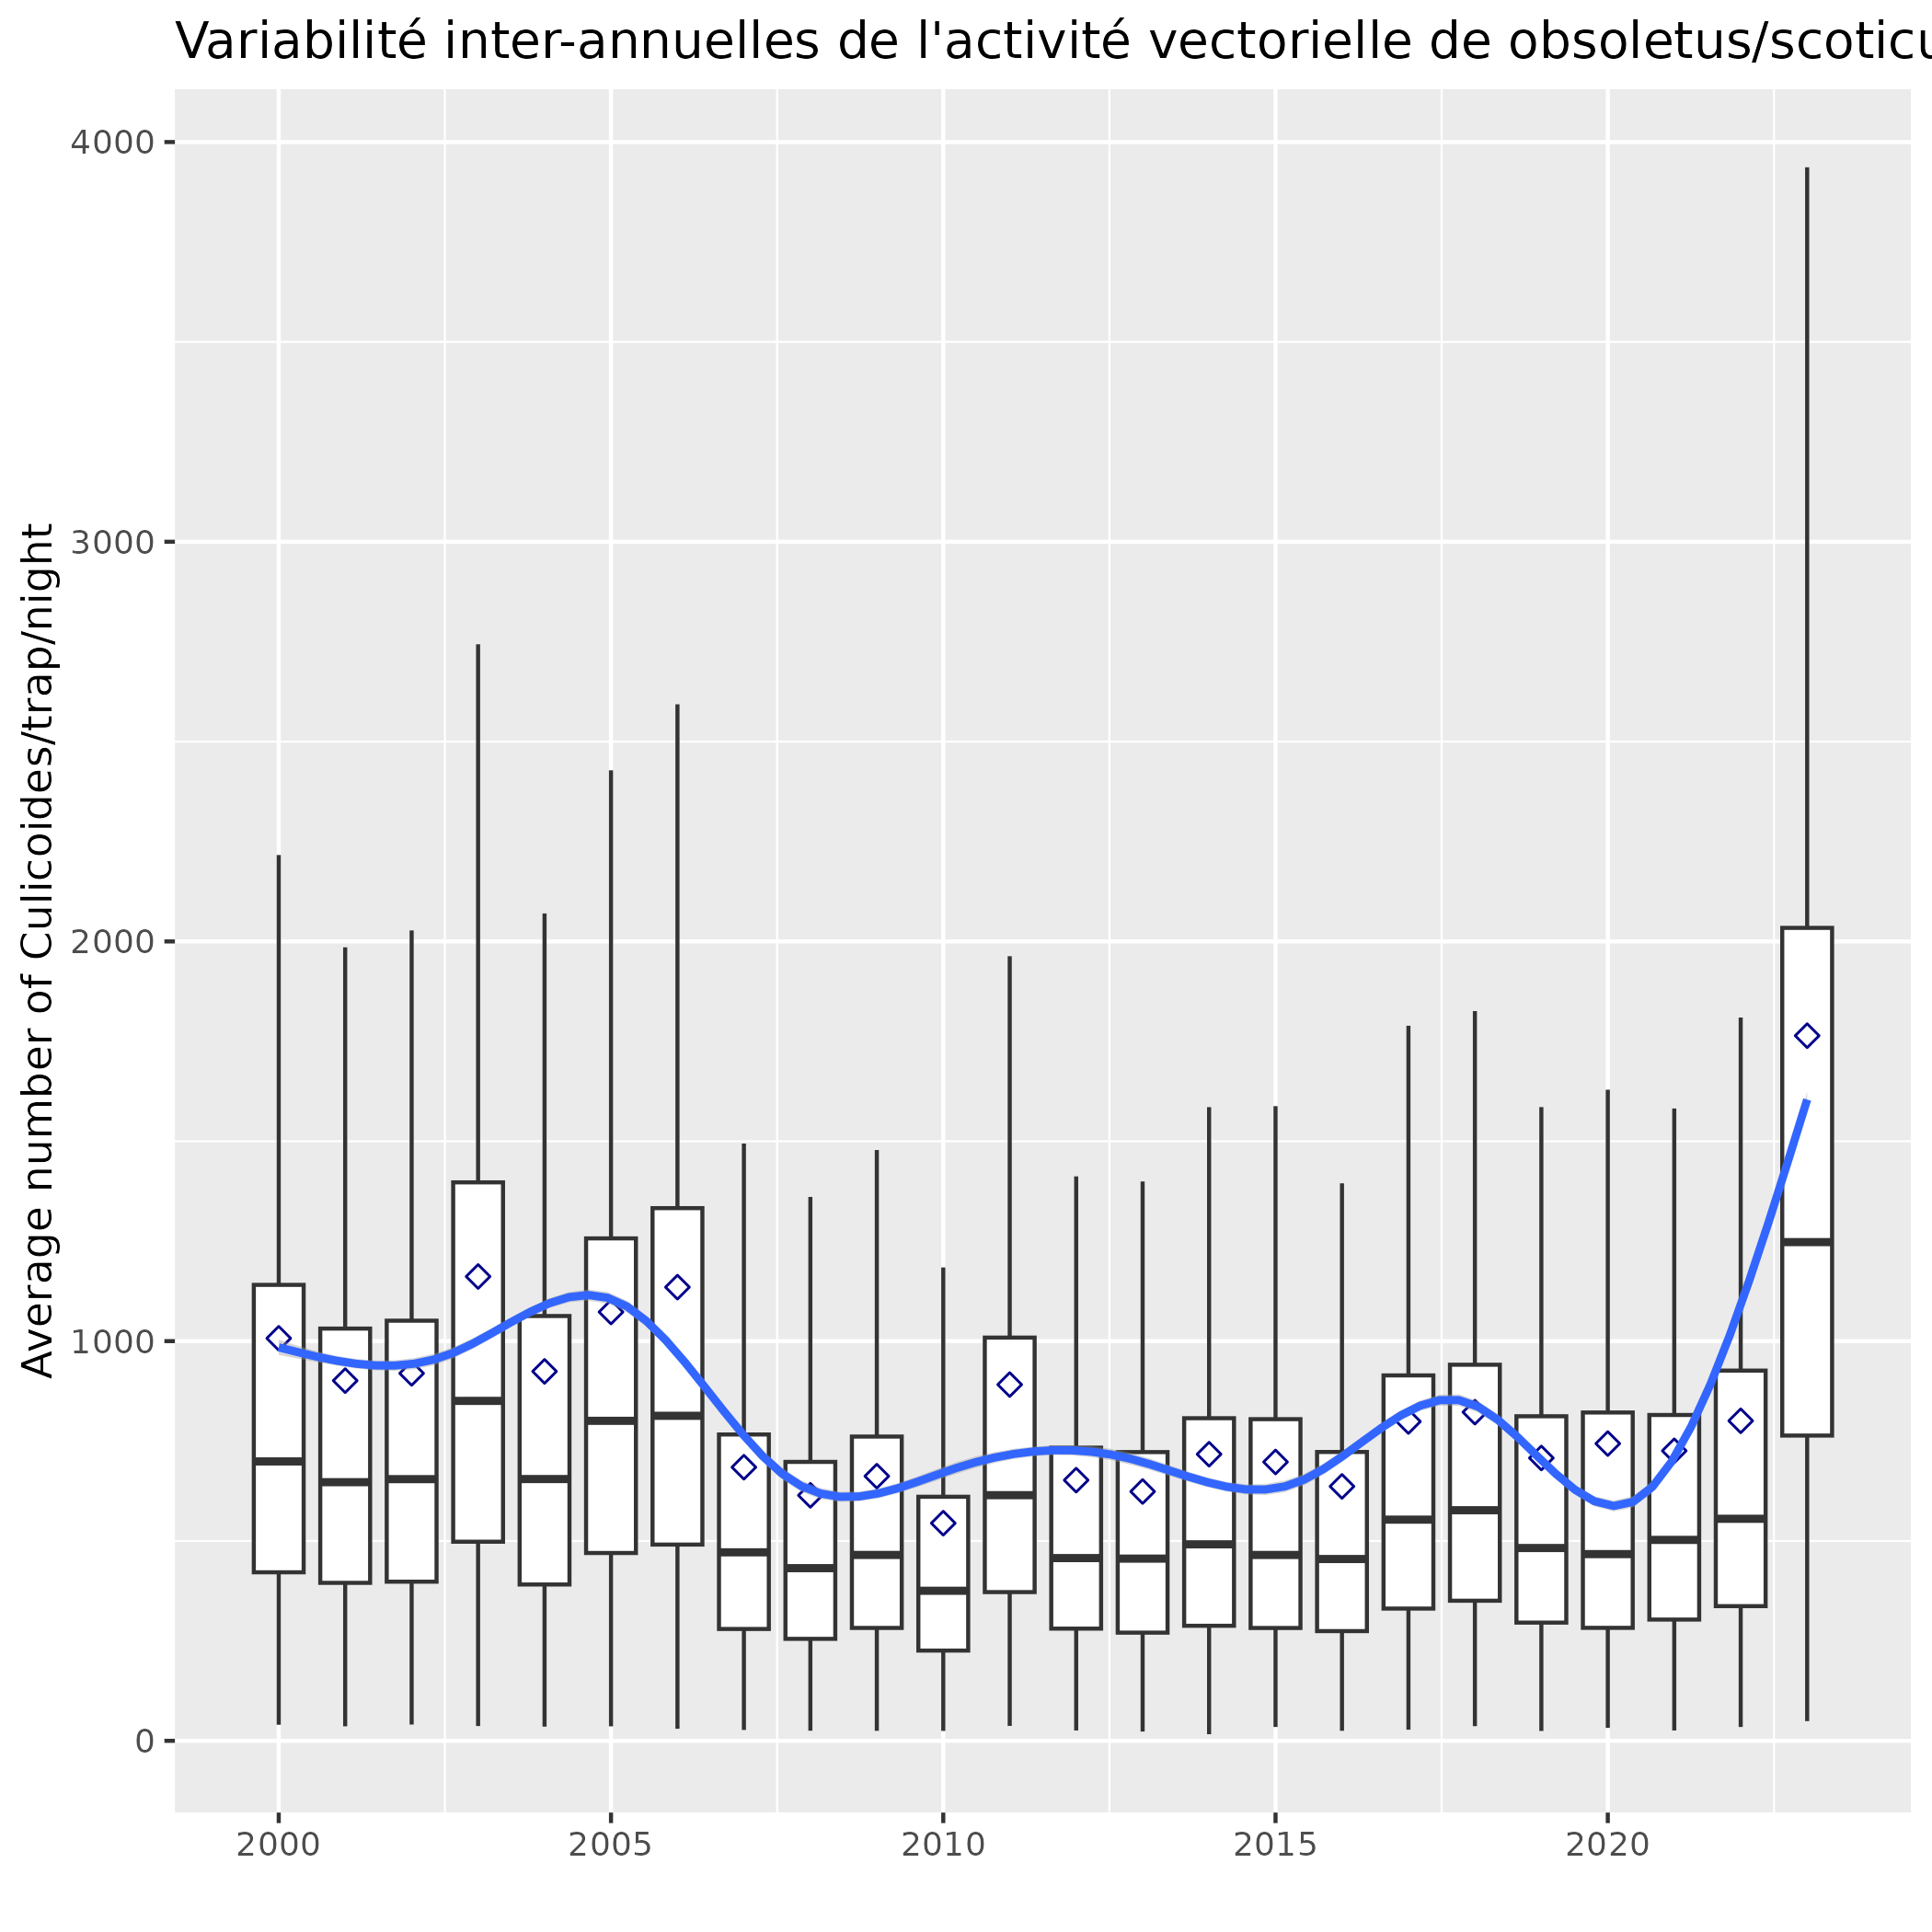 Variabilité inter-annuelles de l'activité vectorielle de obsoletus/scoticu
Average number of Culicoides/trap/night
4000
3000
2000
1000
0
2000 2005 2010 2015 2020